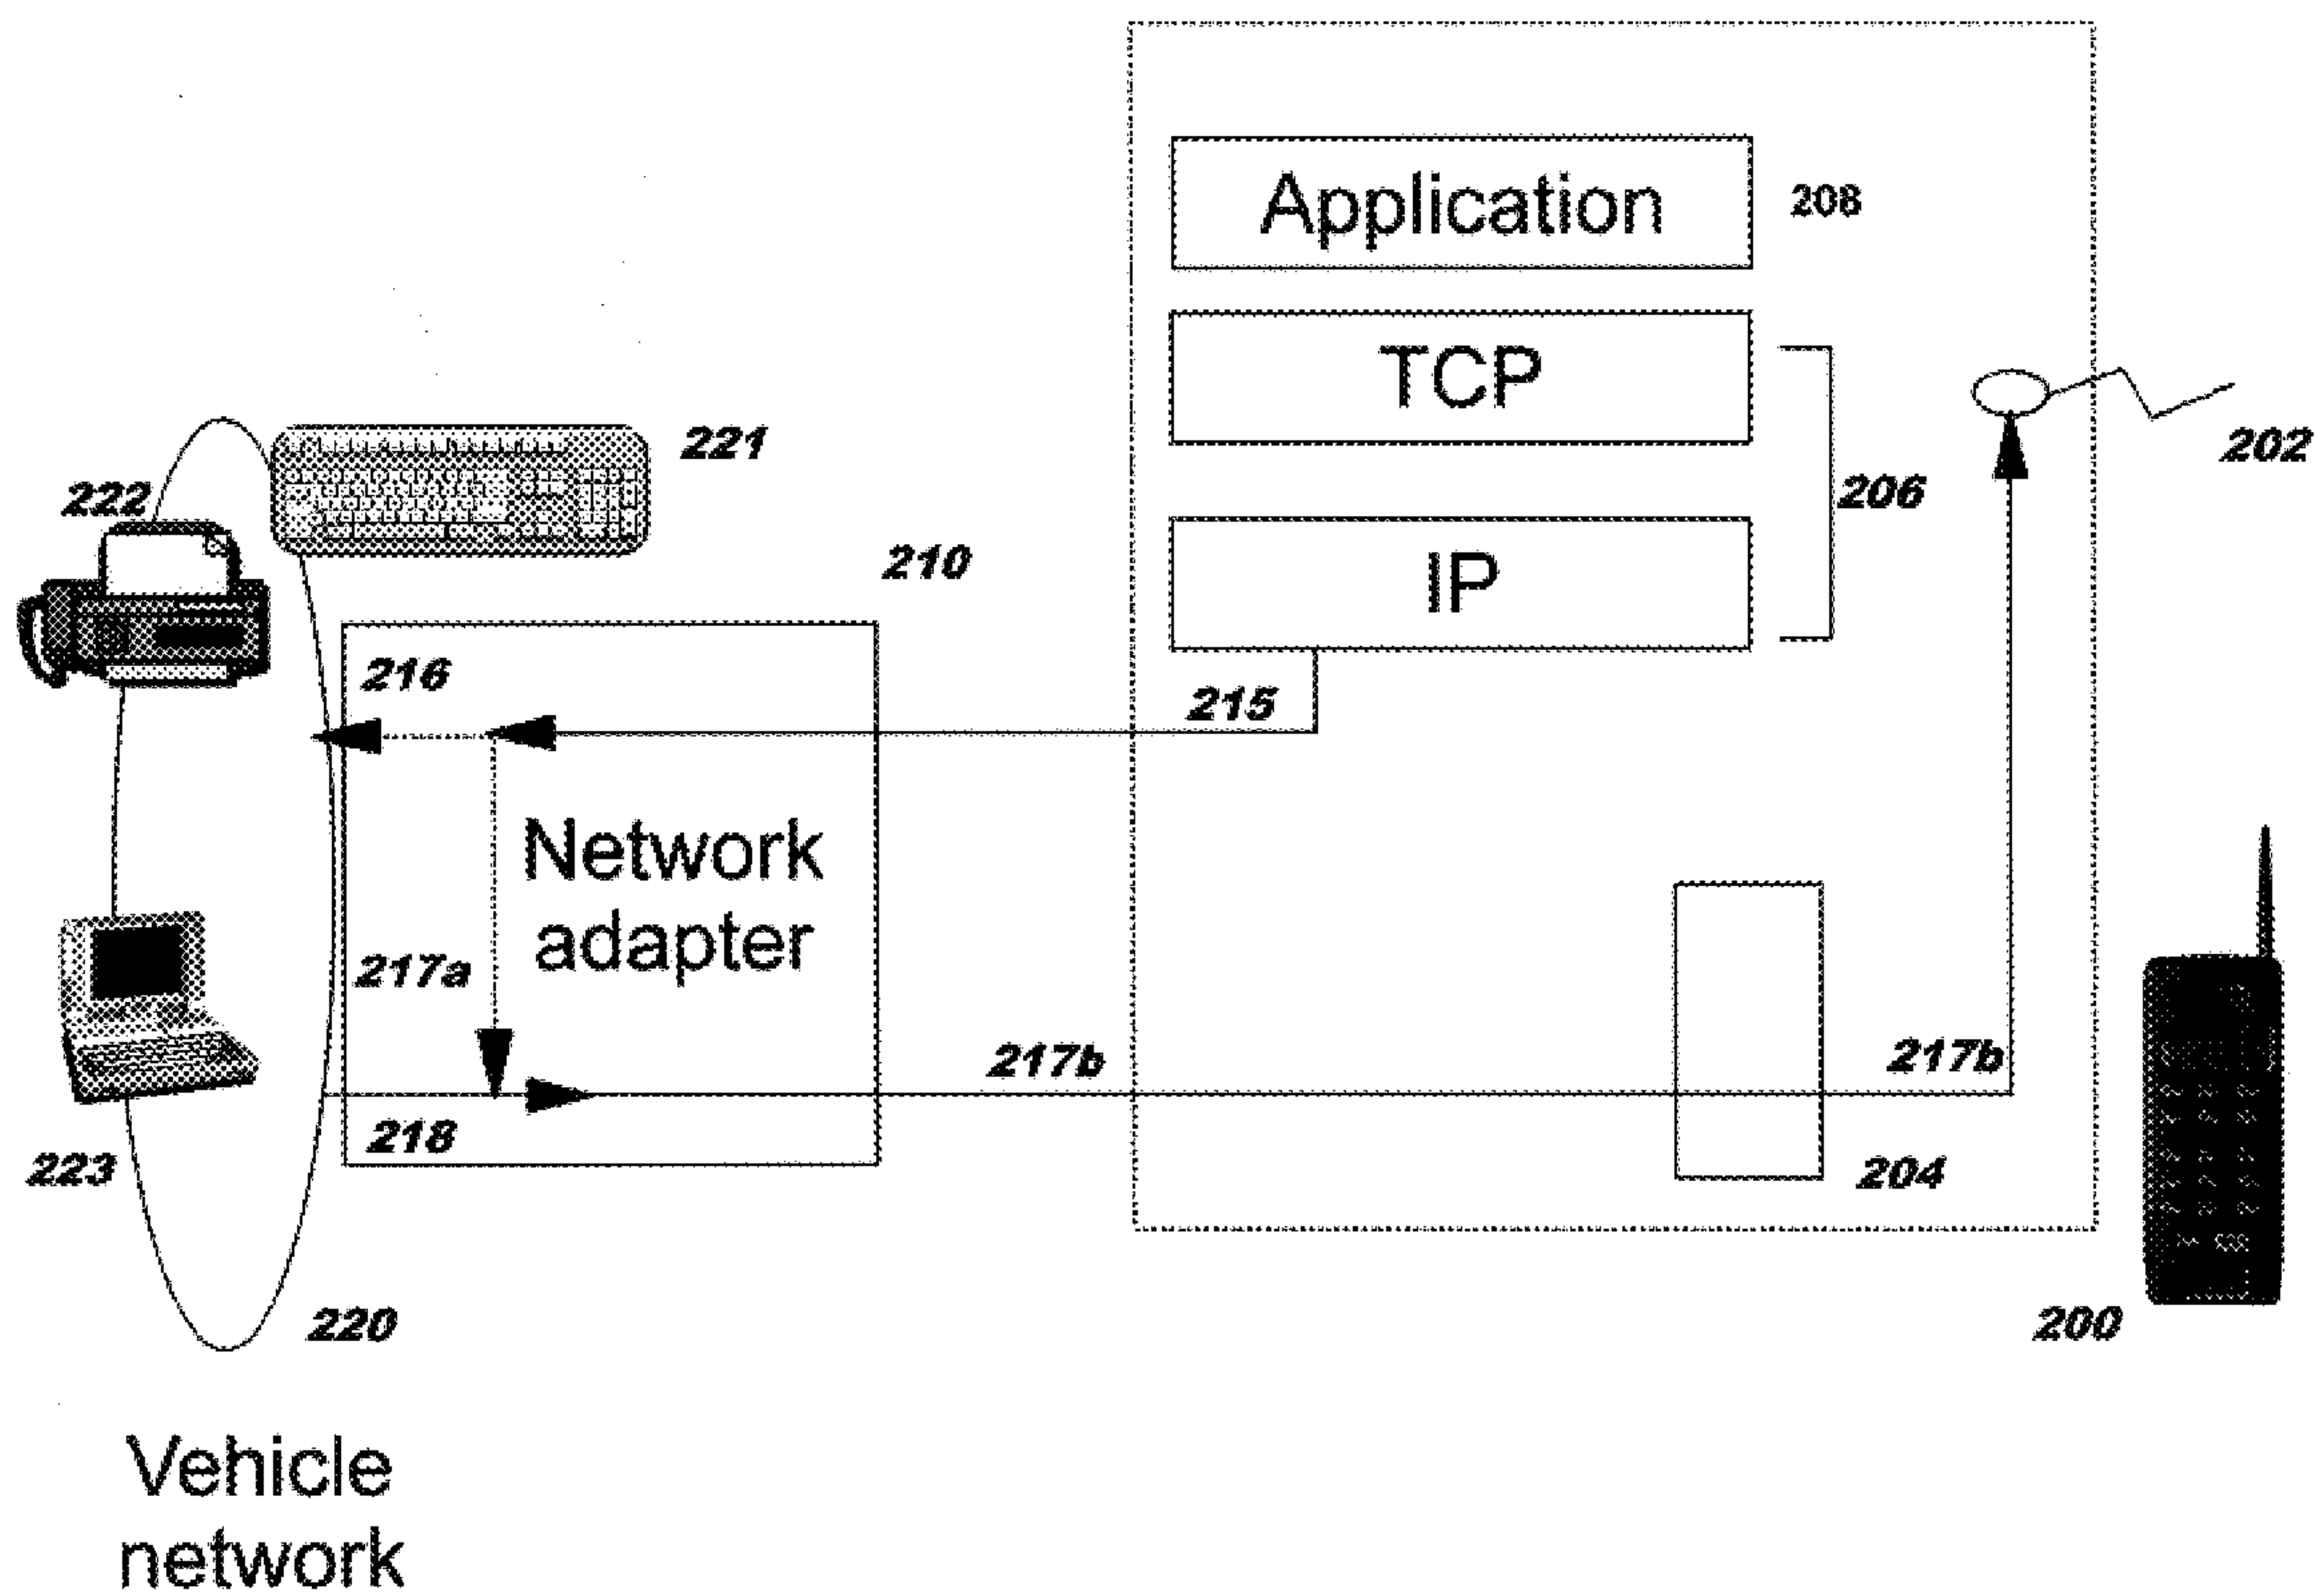 Application
208
TCP
202
221
206
222
210
IP
216
215
Network
adapter
217a
217b
217b
218
204
223
220
200
Vehicle
network